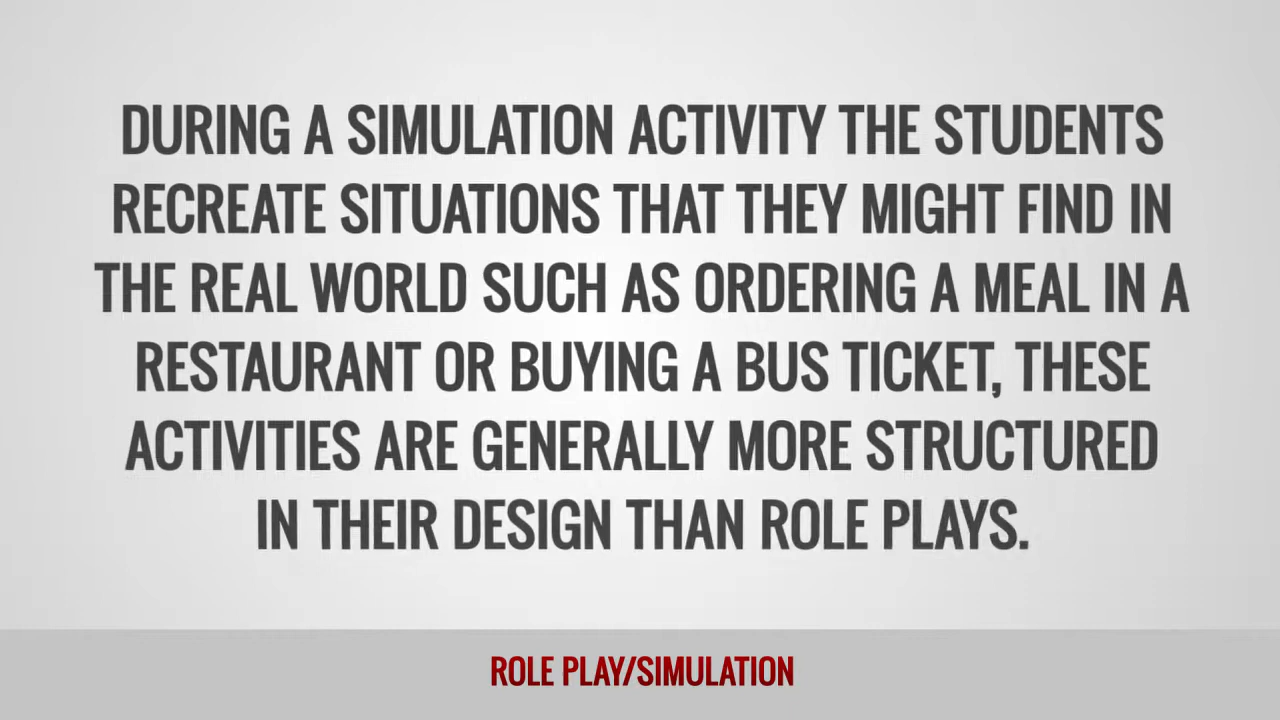 DURING A SIMULATION ACTIVITY THE STUDENTS
RECREATE SITUATIONS THAT THEY MIGHT FIND IN
THE REAL WORLD SUCH AS ORDERING A MEAL IN A
RESTAURANT OR BUYING A BUS TICKET, THESE
ACTIVITIES ARE GENERALLY MORE STRUCTURED
IN THEIR DESIGN THAN ROLE PLAYS.
ROLE PLAY/SIMULATION